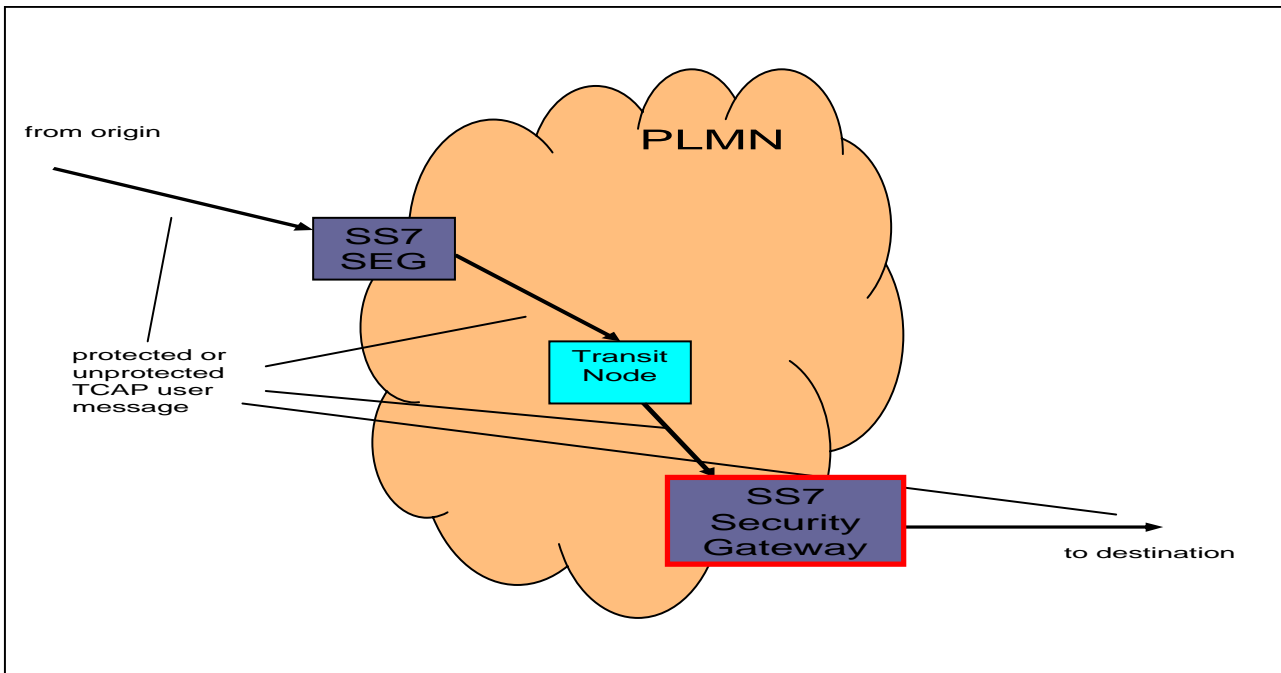 PLMN
from origin
SS7
SEG
protected or
unprotected
TCAP user
message
Transit
Node
SS7
Security
Gateway
to destination